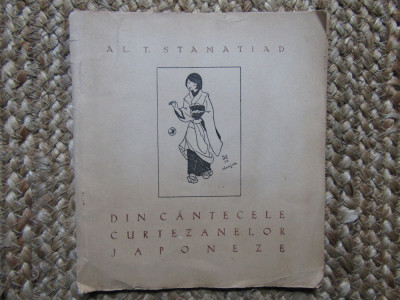 AL. T. STAMATIAD
DIN CÂNTECELE
CURTEZANELOR
JAPONEZE